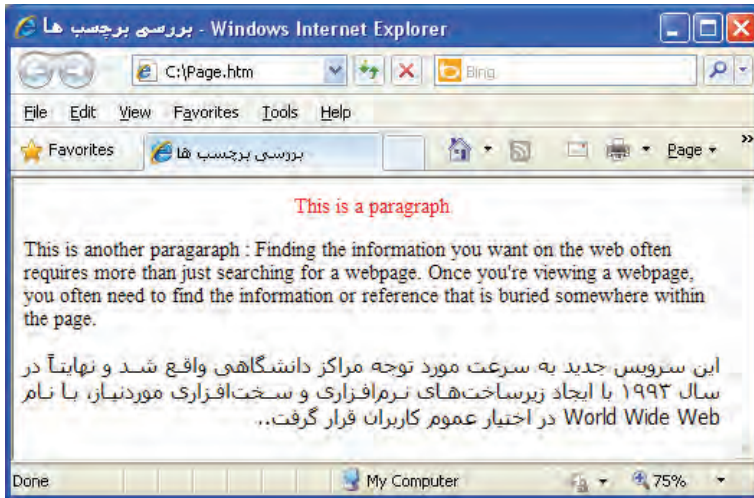 بررسی برچسب ها - Windows Internet Explorer
C:\Page.htm
Bing
File Edit View Favorites Tools Help
Favorites
بررسی برچسب ها
Page
»
This is a paragraph
This is another paragaraph : Finding the information you want on the web often
requires more than just searching for a webpage. Once you're viewing a webpage,
you often need to find the information or reference that is buried somewhere within
the page.
این سرویس جدید به سرعت مورد توجه مراکز دانشگاهی واقع شد و نهایتاً در
سال ۱۹۹۳ با ایجاد زیرساخت‌های نرم‌افزاری و سخت‌افزاری موردنیاز، با نام
World Wide Web در اختیار عموم کاربران قرار گرفت..
Done
My Computer
75%